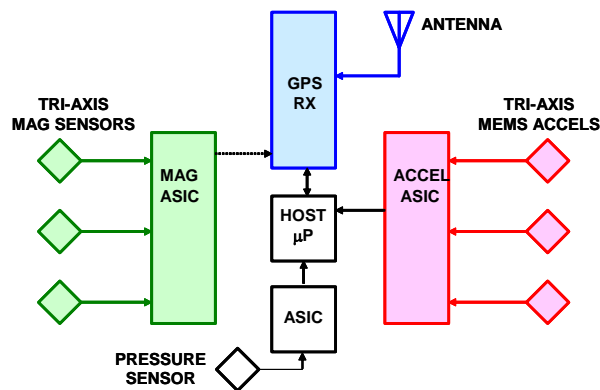 ANTENNA
GPS
RX
TRI-AXIS
MAG SENSORS
TRI-AXIS
MEMS ACCELS
MAG
ASIC
ACCEL
ASIC
HOST
μP
ASIC
PRESSURE
SENSOR